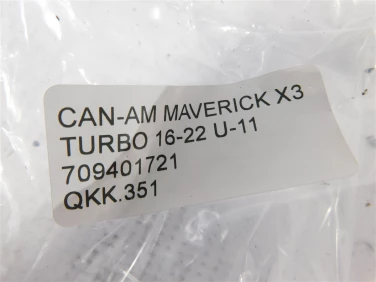 CAN-AM MAVERICK X3
TURBO 16-22 U-11
709401721
QKK.351